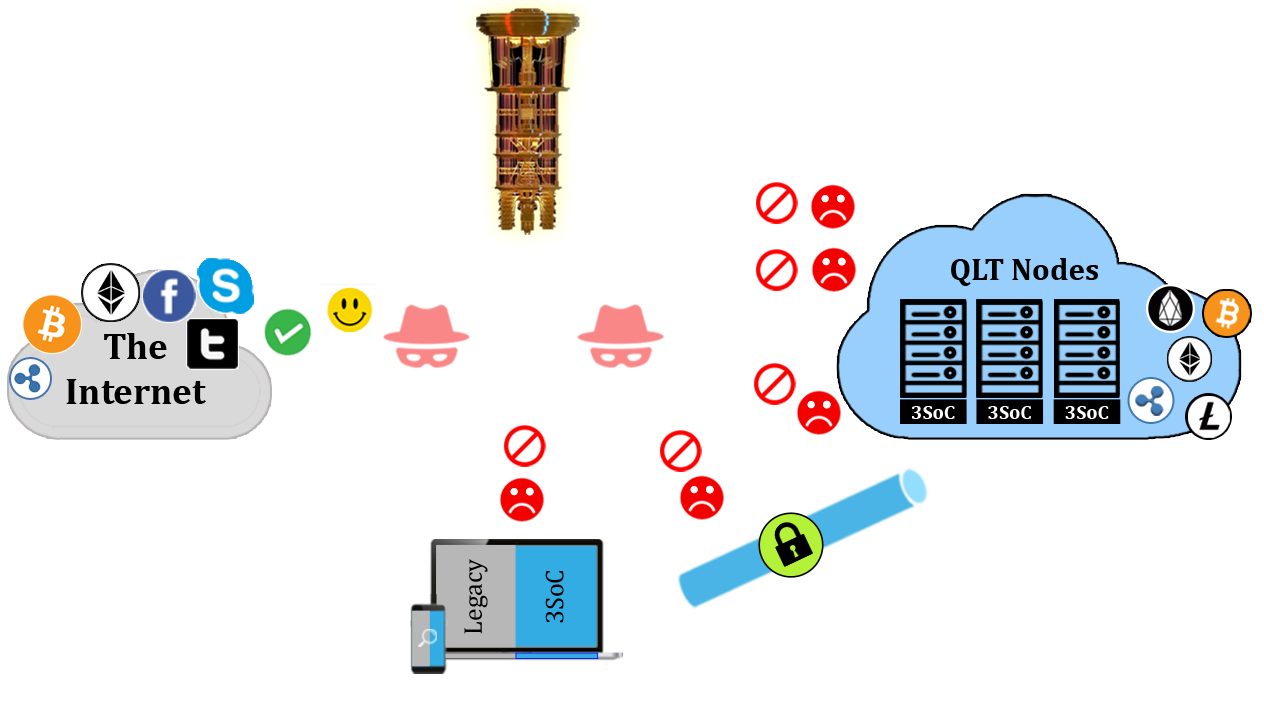 The
Internet
QLT Nodes
3SoC
3SoC
3SoC
Legacy
3SoC